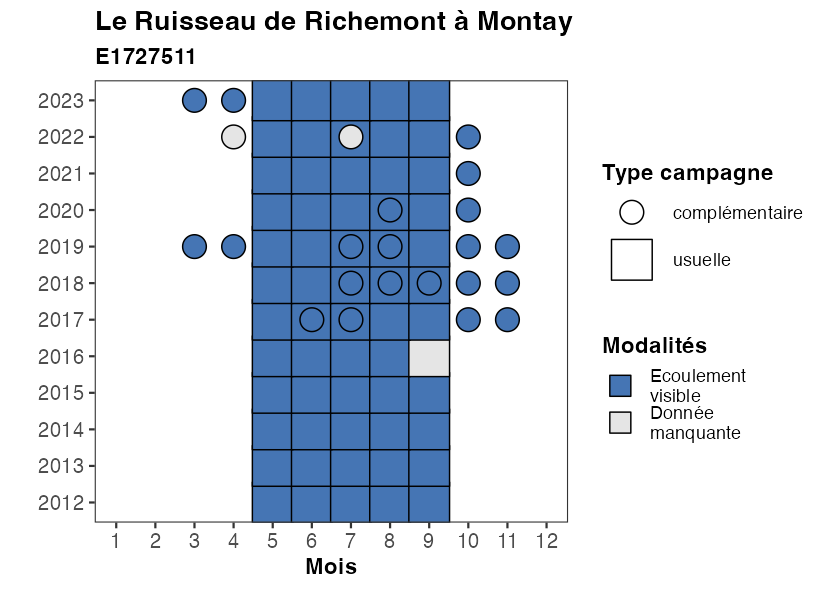 Le Ruisseau de Richemont à Montay
E1727511
2023
2022
2021
2020
2019
2018
2017
2016
2015
2014
2013
2012
1 2 3 4 5 6 7 8 9 10 11 12
Mois
Type campagne
complémentaire
usuelle
Modalités
Ecoulement
visible
Donnée
manquante